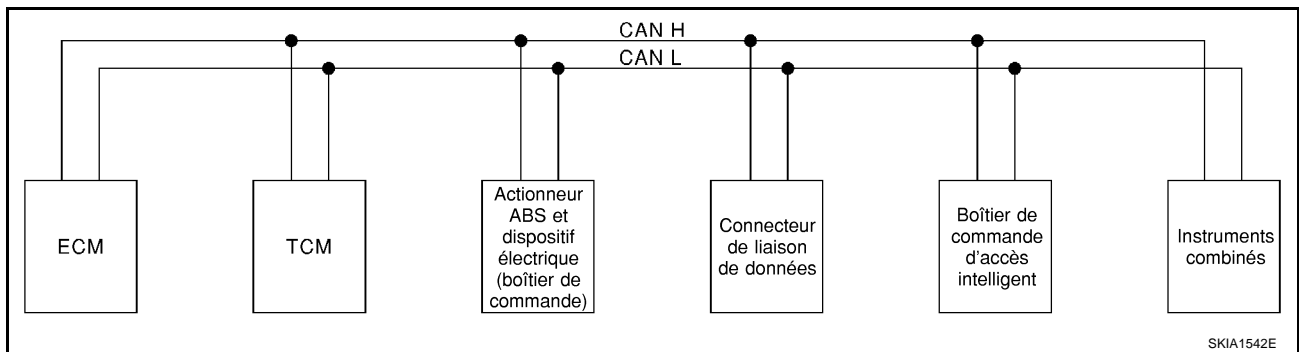 CAN H
CAN L
ECM
TCM
Actionneur
ABS et
dispositif
électrique
(boîtier de
commande)
Connecteur
de liaison
de données
Boîtier de
commande
d'accès
intelligent
Instruments
combinés
SKIA1542E